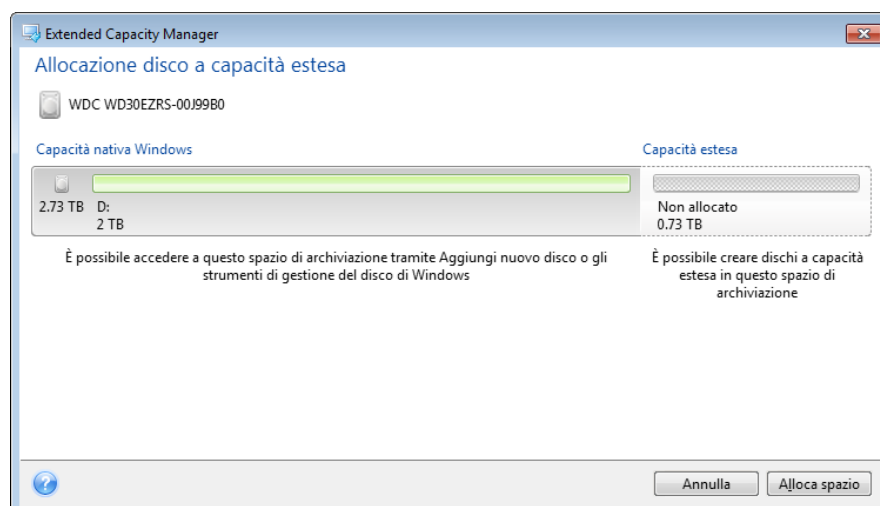 Extended Capacity Manager
Allocazione disco a capacità estesa
WDC WD30EZRS-00J99B0
Capacità nativa Windows
Capacità estesa
2.73 TB
D:
2 TB
Non allocato
0.73 TB
È possibile accedere a questo spazio di archiviazione tramite Aggiungi nuovo disco o gli
strumenti di gestione del disco di Windows
È possibile creare dischi a capacità
estesa in questo spazio di
archiviazione
?
Annulla
Alloca spazio